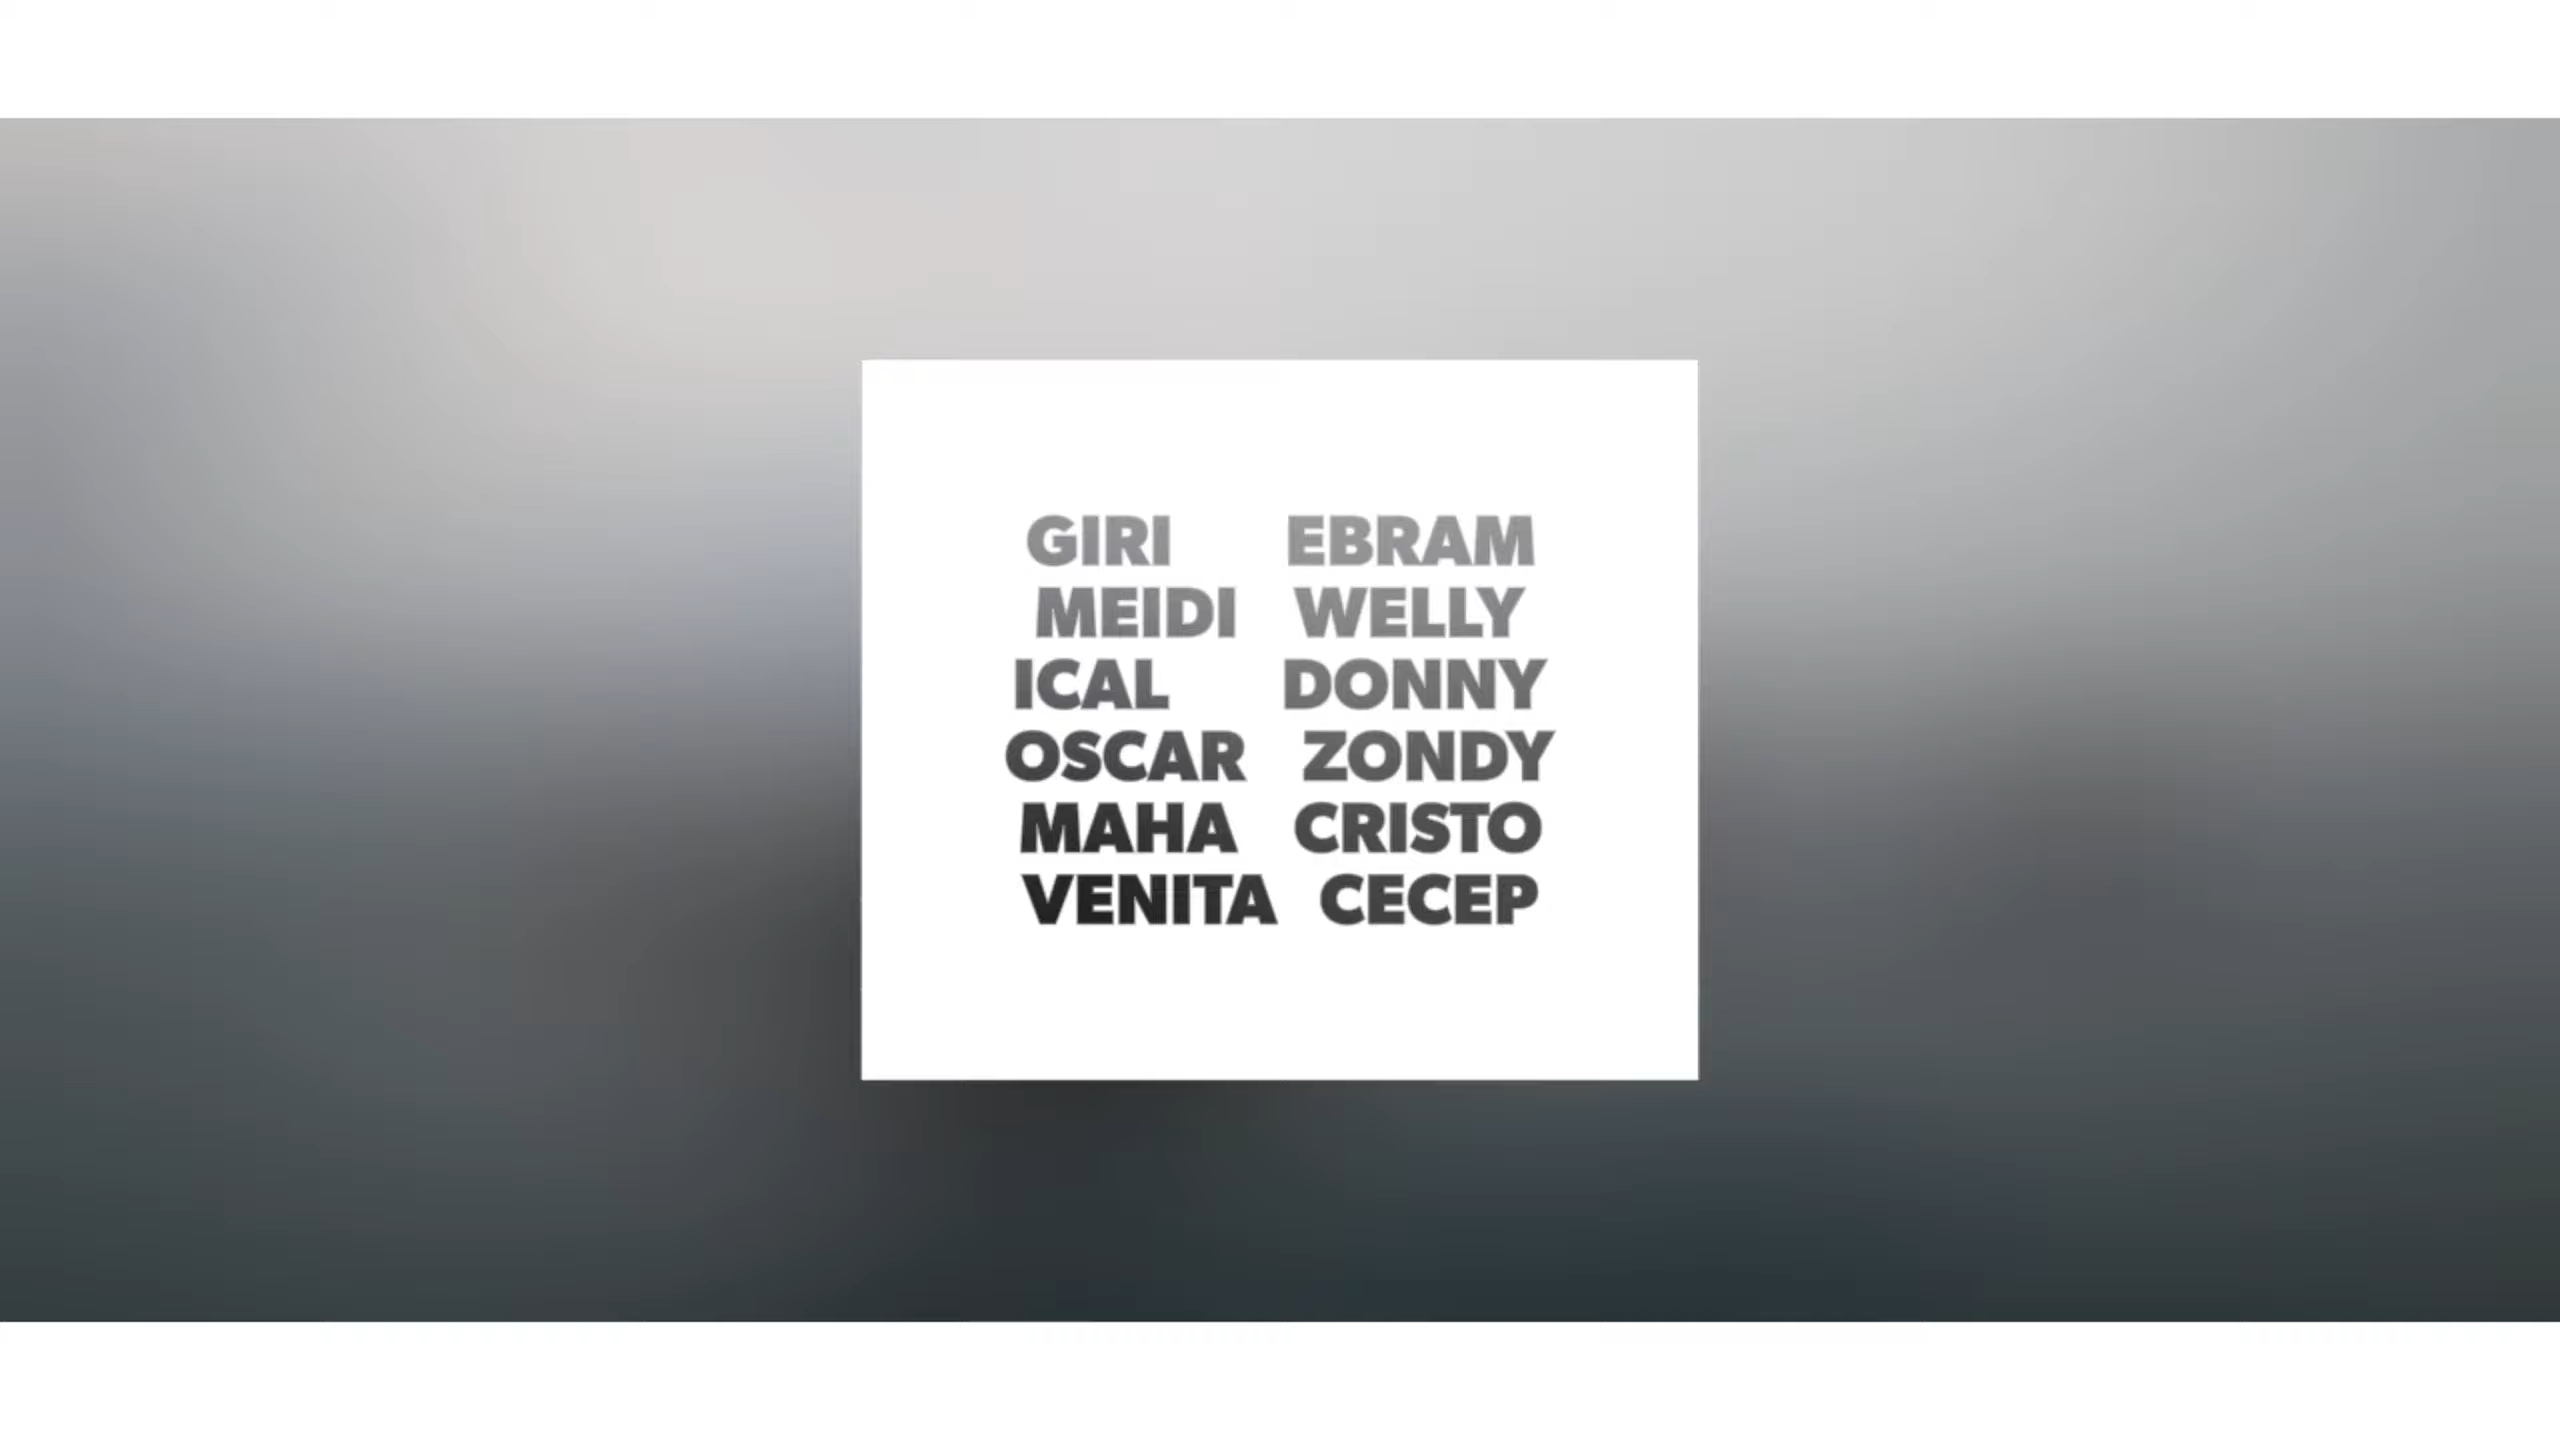 GIRI EBRAM
MEIDI WELLY
ICAL DONNY
OSCAR ZONDY
MAHA CRISTO
VENITA CECEP